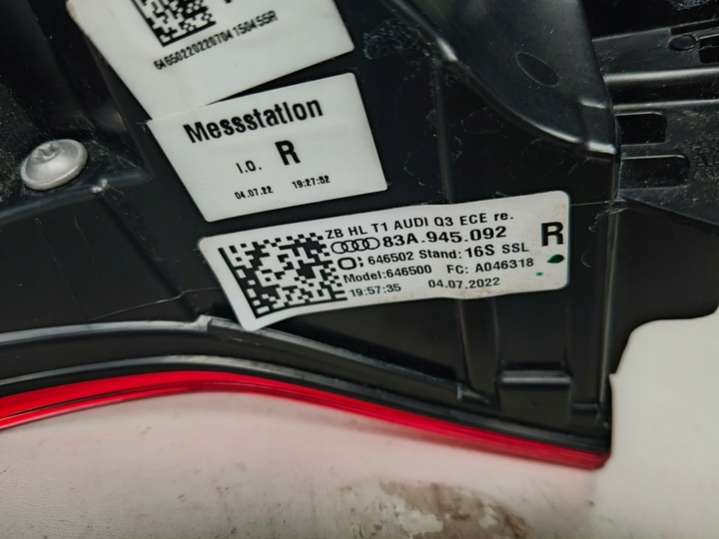 5455022022070415045SR
Messstation
I.O. R
04.07.22 19:27:52
ZB HL T1 AUDI Q3 ECE re.
83A.945.092 R
646502 Stand: 16S SSL
Model:646500 FC: A046318
19:57:35 04.07.2022